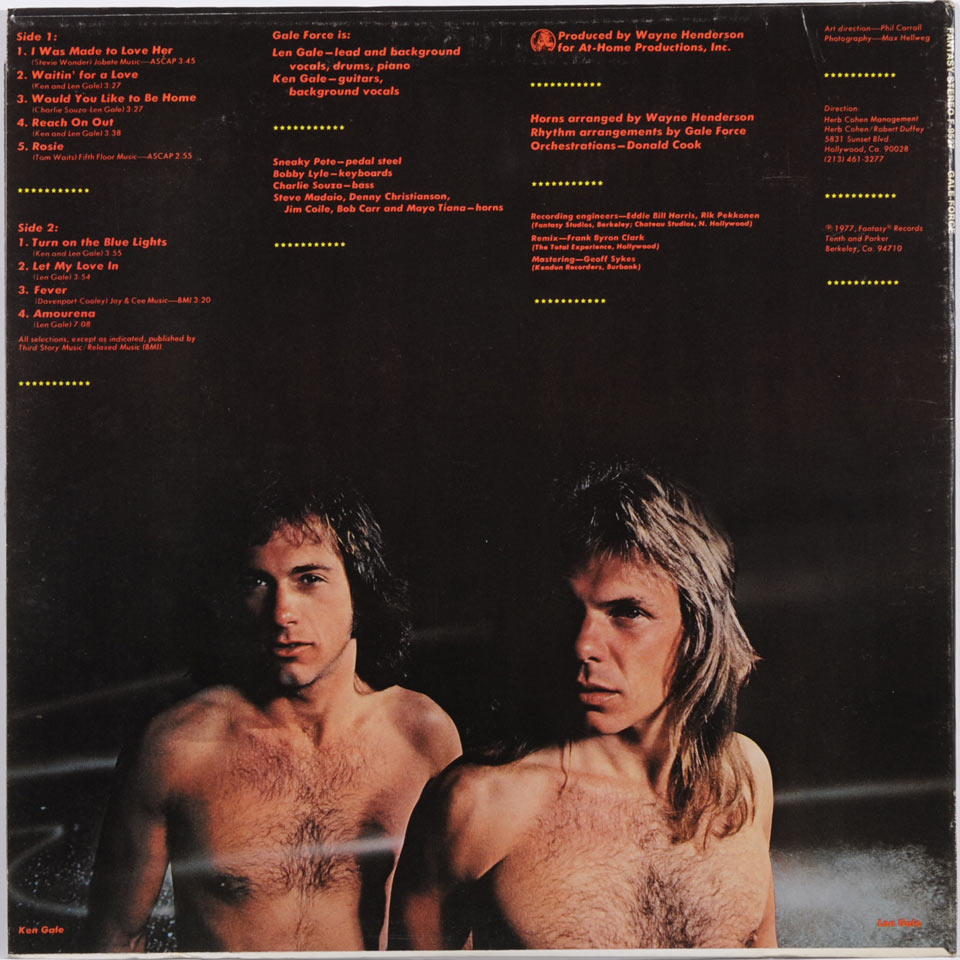 Side 1:
1. I Was Made to Love Her
(Stevie Wonder) Jobete Music—ASCAP 3:45
2. Waitin' for a Love
(Ken and Len Gale) 3:27
3. Would You Like to Be Home
(Charlie Souza-Len Gale) 3:27
4. Reach On Out
(Ken and Len Gale) 3:38
5. Rosie
(Tom Waits) Fifth Floor Music—ASCAP 2:55
***********
Side 2:
1. Turn on the Blue Lights
(Ken and Len Gale) 3:55
2. Let My Love In
(Len Gale) 3:54
3. Fever
(Davenport Cooley) Jay & Cee Music—BMI 3:20
4. Amourena
(Len Gale) 7:08
All selections, except as indicated, published by
Third Story Music/Relaxed Music (BMI).
***********
Gale Force is:
Len Gale—lead and background
vocals, drums, piano
Ken Gale—guitars,
background vocals
***********
Sneaky Pete—pedal steel
Bobby Lyle—keyboards
Charlie Souza—bass
Steve Madaio, Denny Christianson,
Jim Coile, Bob Carr and Mayo Tiana—horns
***********
Produced by Wayne Henderson
for At-Home Productions, Inc.
***********
Horns arranged by Wayne Henderson
Rhythm arrangements by Gale Force
Orchestrations—Donald Cook
***********
Recording engineers—Eddie Bill Harris, Rik Pekkonen
(Fantasy Studios, Berkeley; Chateau Studios, N. Hollywood)
Remix—Frank Byron Clark
(The Total Experience, Hollywood)
Mastering—Geoff Sykes
(Kendun Recorders, Burbank)
***********
Art direction—Phil Carroll
Photography—Max Hellweg
***********
Direction:
Herb Cohen Management
Herb Cohen/Robert Duffey
5831 Sunset Blvd.
Hollywood, Ca. 90028
(213) 461-3277
***********
℗ 1977, Fantasy® Records
Tenth and Parker
Berkeley, Ca. 94710
***********
FANTASY STEREO GALE FORCE
Ken Gale
Len Gale